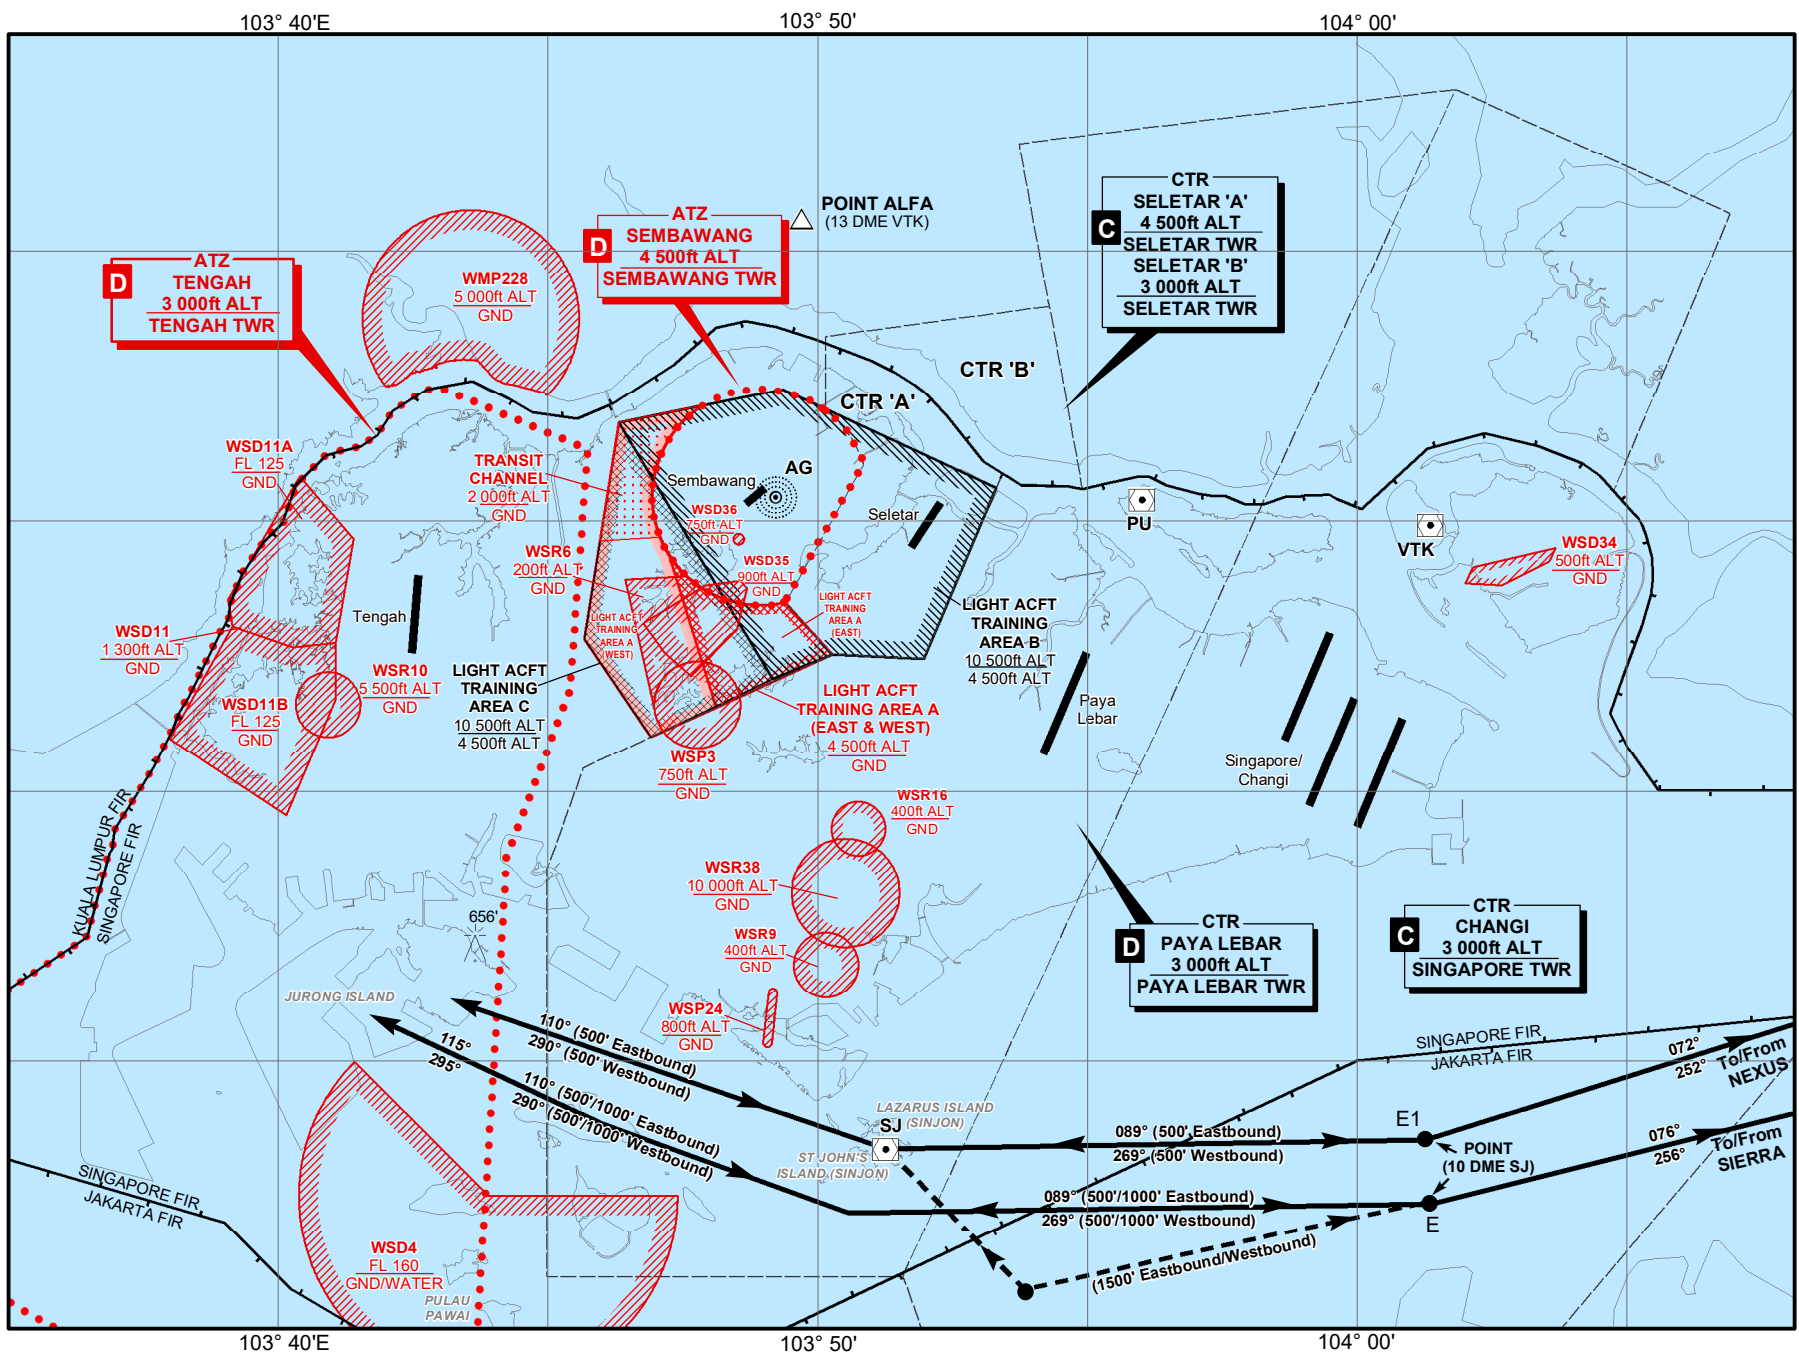 103° 40'E
103° 50'
104° 00'
POINT ALFA
(13 DME VTK)
CTR
SELETAR 'A'
4 500ft ALT
SELETAR TWR
SELETAR 'B'
3 000ft ALT
SELETAR TWR
C
ATZ
SEMBAWANG
4 500ft ALT
SEMBAWANG TWR
D
ATZ
TENGAH
3 000ft ALT
TENGAH TWR
D
WMP228
5 000ft ALT
GND
CTR 'B'
CTR 'A'
WSD11A
FL 125
GND
TRANSIT
CHANNEL
2 000ft ALT
GND
Sembawang
AG
WSD36
750ft ALT
GND
Seletar
PU
VTK
WSD34
500ft ALT
GND
WSR6
200ft ALT
GND
WSD35
900ft ALT
GND
LIGHT ACFT
TRAINING
AREA A
(WEST)
LIGHT ACFT
TRAINING
AREA A
(EAST)
LIGHT ACFT
TRAINING
AREA B
10 500ft ALT
4 500ft ALT
Tengah
WSD11
1 300ft ALT
GND
WSR10
5 500ft ALT
GND
WSD11B
FL 125
GND
LIGHT ACFT
TRAINING
AREA C
10 500ft ALT
4 500ft ALT
LIGHT ACFT
TRAINING AREA A
(EAST & WEST)
4 500ft ALT
GND
Paya
Lebar
Singapore/
Changi
WSP3
750ft ALT
GND
WSR16
400ft ALT
GND
KUALA LUMPUR FIR
SINGAPORE FIR
WSR38
10 000ft ALT
GND
656'
WSR9
400ft ALT
GND
CTR
PAYA LEBAR
3 000ft ALT
PAYA LEBAR TWR
D
CTR
CHANGI
3 000ft ALT
SINGAPORE TWR
C
JURONG ISLAND
WSP24
800ft ALT
GND
110° (500' Eastbound)
290° (500' Westbound)
115°
295°
110° (500'/1000' Eastbound)
290° (500'/1000' Westbound)
SINGAPORE FIR
JAKARTA FIR
072°
252°
To/From
NEXUS
LAZARUS ISLAND
(SINJON)
SJ
ST JOHN'S
ISLAND (SINJON)
089° (500' Eastbound)
269° (500' Westbound)
E1
POINT
(10 DME SJ)
076°
256°
To/From
SIERRA
089° (500'/1000' Eastbound)
269° (500'/1000' Westbound)
E
(1500' Eastbound/Westbound)
SINGAPORE FIR
JAKARTA FIR
WSD4
FL 160
GND/WATER
PULAU
PAWAI
103° 40'E
103° 50'
104° 00'